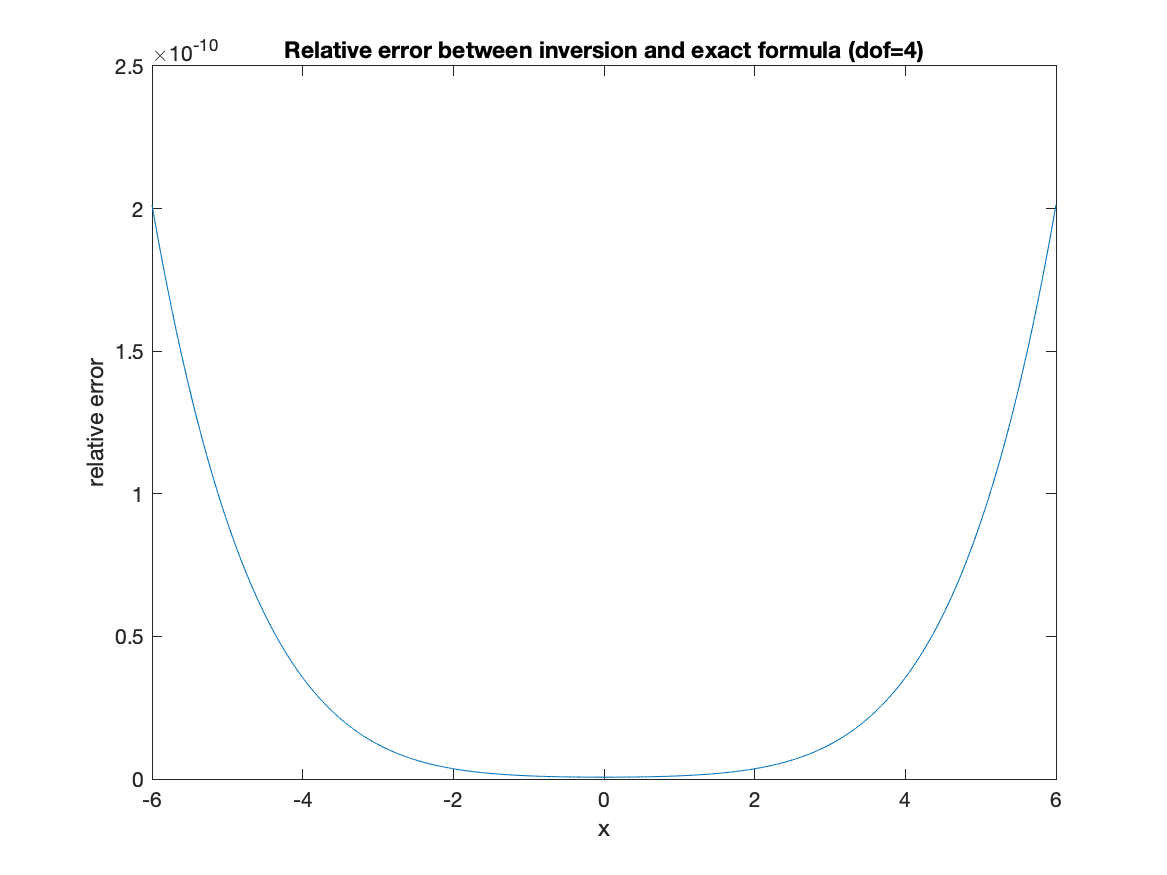 ×10^-10
Relative error between inversion and exact formula (dof=4)
2.5
2
1.5
1
0.5
0
relative error
-6 -4 -2 0 2 4 6
x